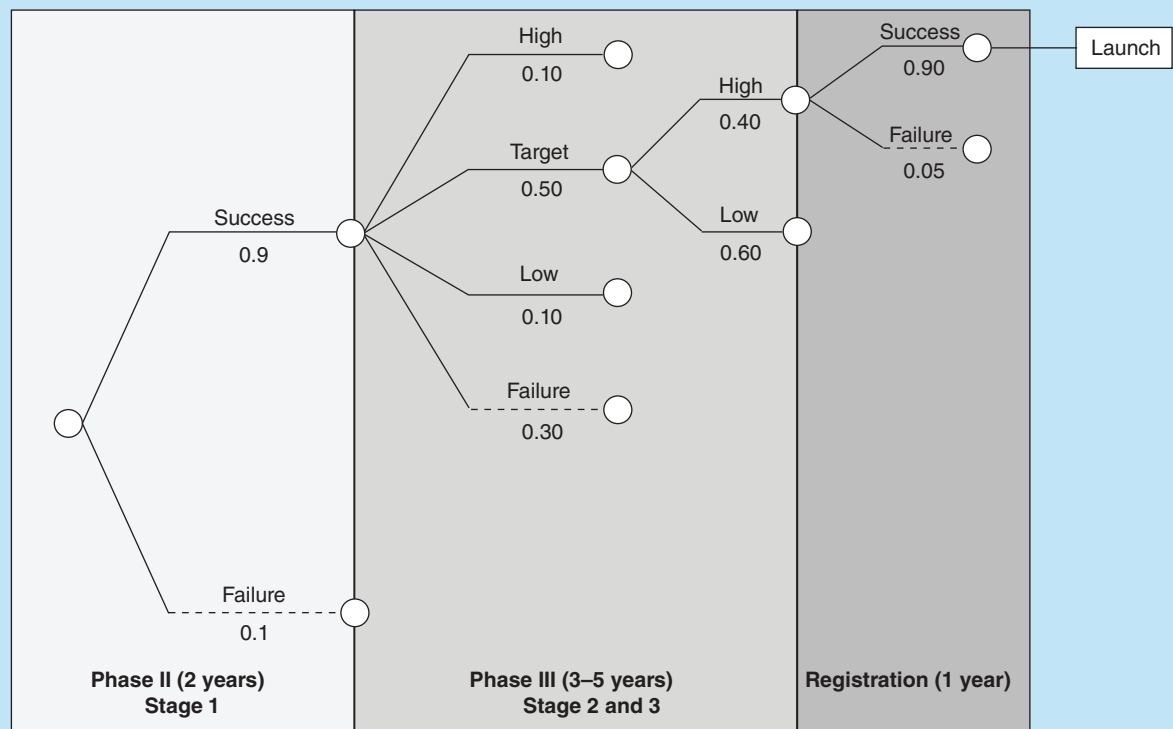 High
0.10
Target
0.50
Low
0.10
Failure
0.30
High
0.40
Low
0.60
Success
0.90
Failure
0.05
Launch
Success
0.9
Failure
0.1
Phase II (2 years)
Stage 1
Phase III (3–5 years)
Stage 2 and 3
Registration (1 year)